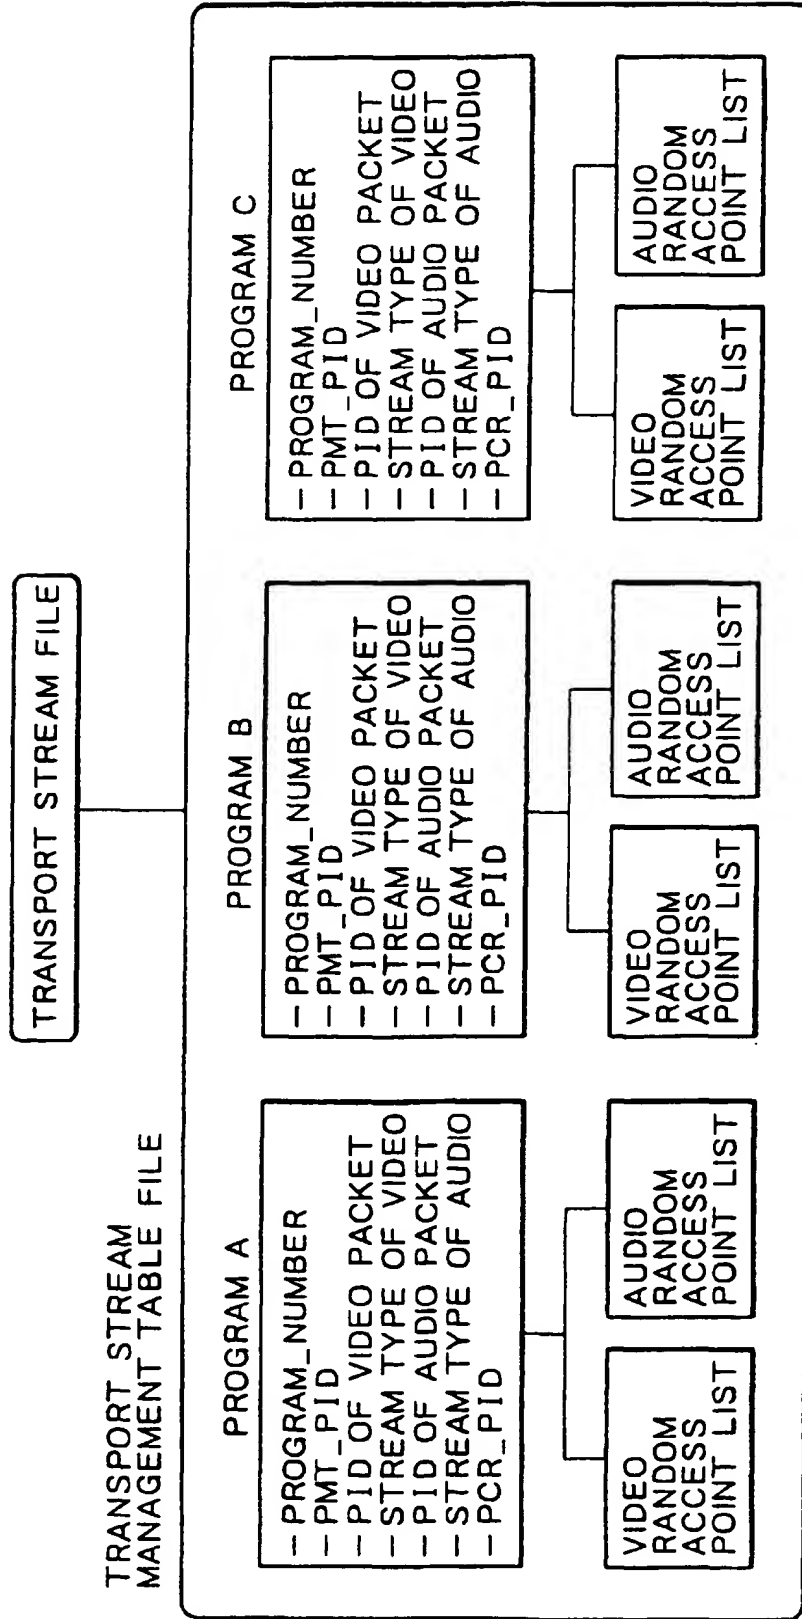 TRANSPORT STREAM FILE
TRANSPORT STREAM
MANAGEMENT TABLE FILE
PROGRAM A
— PROGRAM_NUMBER
— PMT_PID
— PID OF VIDEO PACKET
— STREAM TYPE OF VIDEO
— PID OF AUDIO PACKET
— STREAM TYPE OF AUDIO
— PCR_PID
VIDEO
RANDOM
ACCESS
POINT LIST
AUDIO
RANDOM
ACCESS
POINT LIST
PROGRAM B
— PROGRAM_NUMBER
— PMT_PID
— PID OF VIDEO PACKET
— STREAM TYPE OF VIDEO
— PID OF AUDIO PACKET
— STREAM TYPE OF AUDIO
— PCR_PID
VIDEO
RANDOM
ACCESS
POINT LIST
AUDIO
RANDOM
ACCESS
POINT LIST
PROGRAM C
— PROGRAM_NUMBER
— PMT_PID
— PID OF VIDEO PACKET
— STREAM TYPE OF VIDEO
— PID OF AUDIO PACKET
— STREAM TYPE OF AUDIO
— PCR_PID
VIDEO
RANDOM
ACCESS
POINT LIST
AUDIO
RANDOM
ACCESS
POINT LIST